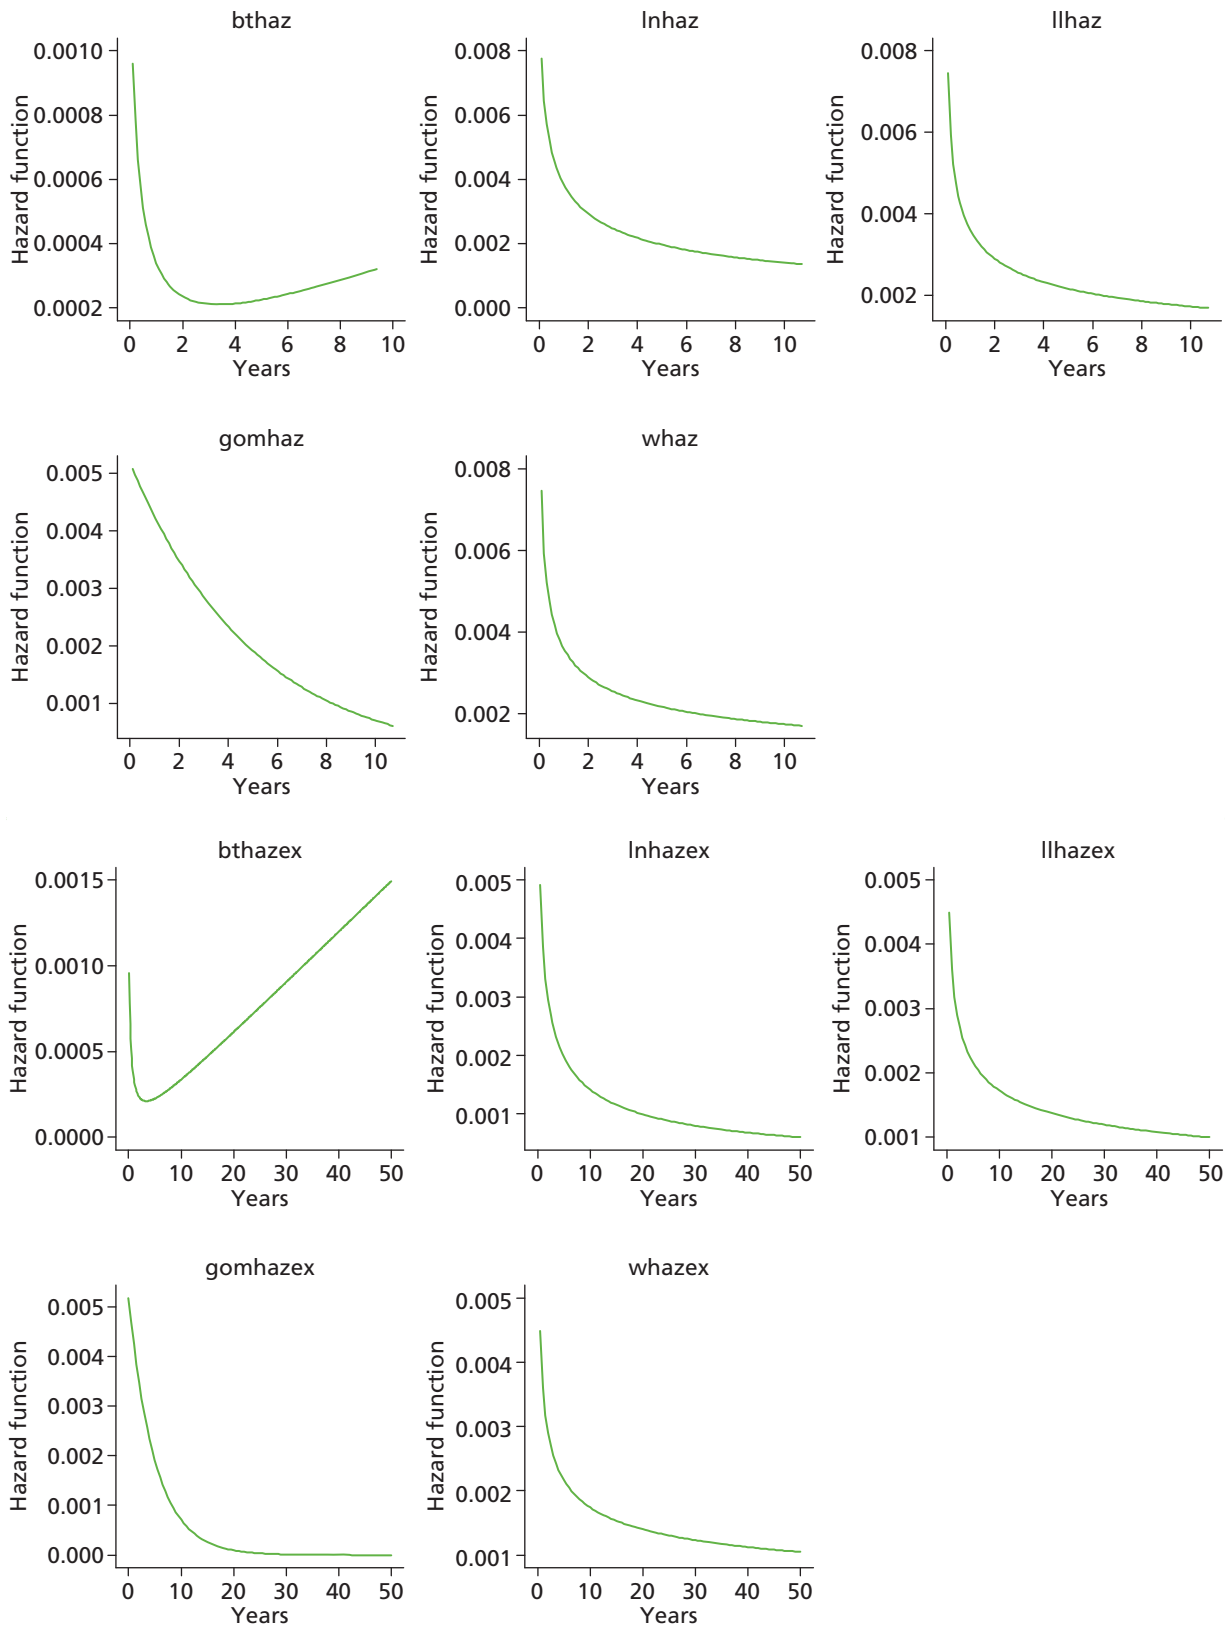 bthaz
Hazard function
0.0010
0.0008
0.0006
0.0004
0.0002
0 2 4 6 8 10
Years
lnhaz
Hazard function
0.008
0.006
0.004
0.002
0.000
0 2 4 6 8 10
Years
llhaz
Hazard function
0.008
0.006
0.004
0.002
0 2 4 6 8 10
Years
gomhaz
Hazard function
0.005
0.004
0.003
0.002
0.001
0 2 4 6 8 10
Years
whaz
Hazard function
0.008
0.006
0.004
0.002
0 2 4 6 8 10
Years
bthazex
Hazard function
0.0015
0.0010
0.0005
0.0000
0 10 20 30 40 50
Years
lnhazex
Hazard function
0.005
0.004
0.003
0.002
0.001
0 10 20 30 40 50
Years
llhazex
Hazard function
0.005
0.004
0.003
0.002
0.001
0 10 20 30 40 50
Years
gomhazex
Hazard function
0.005
0.004
0.003
0.002
0.001
0.000
0 10 20 30 40 50
Years
whazex
Hazard function
0.005
0.004
0.003
0.002
0.001
0 10 20 30 40 50
Years